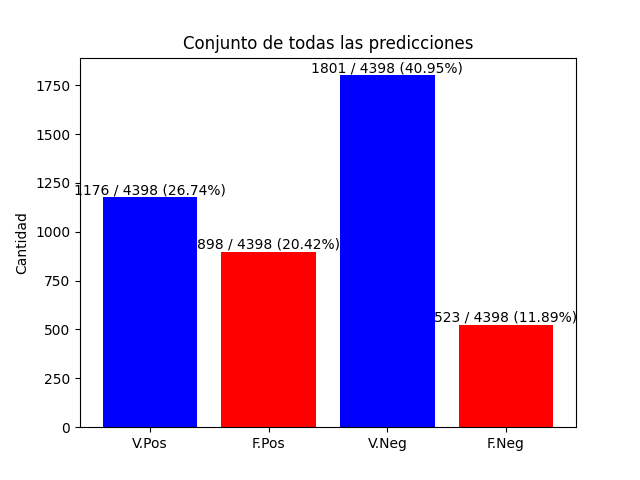 Conjunto de todas las predicciones
1801 / 4398 (40.95%)
1176 / 4398 (26.74%)
898 / 4398 (20.42%)
523 / 4398 (11.89%)
Cantidad
1750
1500
1250
1000
750
500
250
0
V.Pos
F.Pos
V.Neg
F.Neg